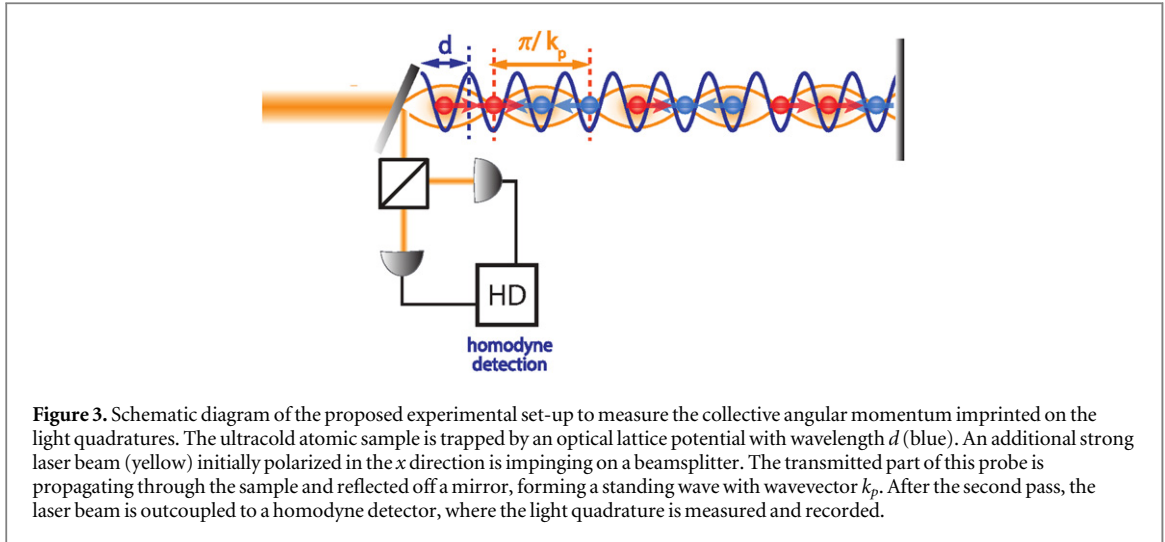 d
π/kp
HD
homodyne
detection
Figure 3. Schematic diagram of the proposed experimental set-up to measure the collective angular momentum imprinted on the
light quadratures. The ultracold atomic sample is trapped by an optical lattice potential with wavelength d (blue). An additional strong
laser beam (yellow) initially polarized in the x direction is impinging on a beamsplitter. The transmitted part of this probe is
propagating through the sample and reflected off a mirror, forming a standing wave with wavevector kp. After the second pass, the
laser beam is outcoupled to a homodyne detector, where the light quadrature is measured and recorded.